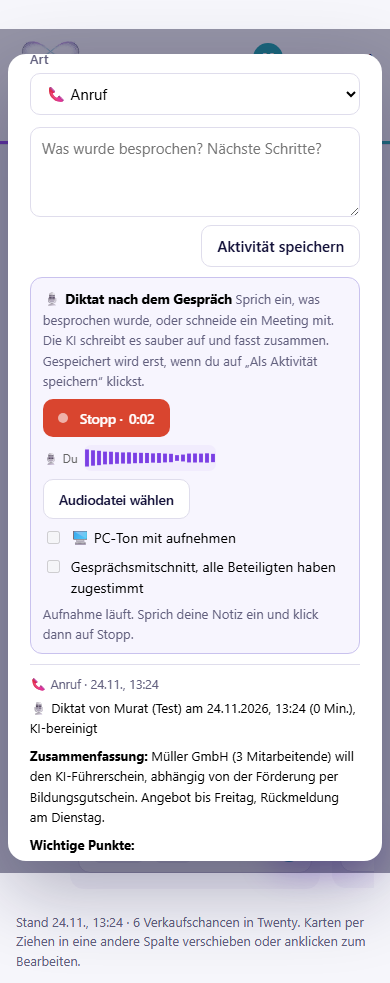 Art
Anruf
Was wurde besprochen? Nächste Schritte?
Aktivität speichern
Diktat nach dem Gespräch Sprich ein, was
besprochen wurde, oder schneide ein Meeting mit.
Die KI schreibt es sauber auf und fasst zusammen.
Gespeichert wird erst, wenn du auf „Als Aktivität
speichern“ klickst.
Stopp · 0:02
Du
Audiodatei wählen
PC-Ton mit aufnehmen
Gesprächsmitschnitt, alle Beteiligten haben
zugestimmt
Aufnahme läuft. Sprich deine Notiz ein und klick
dann auf Stopp.
Anruf · 24.11., 13:24
Diktat von Murat (Test) am 24.11.2026, 13:24 (0 Min.),
KI-bereinigt
Zusammenfassung: Müller GmbH (3 Mitarbeitende) will
den KI-Führerschein, abhängig von der Förderung per
Bildungsgutschein. Angebot bis Freitag, Rückmeldung
am Dienstag.
Wichtige Punkte:
Stand 24.11., 13:24 · 6 Verkaufschancen in Twenty. Karten per
Ziehen in eine andere Spalte verschieben oder anklicken zum
Bearbeiten.